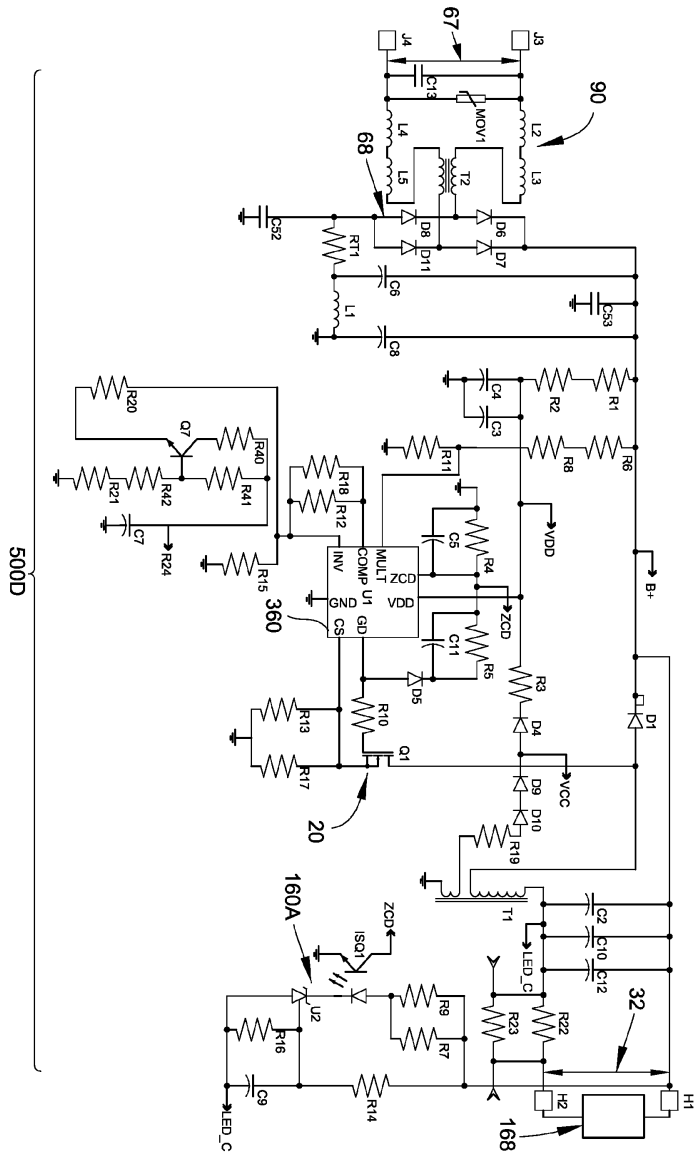 J4
J3
67
C13
MOV1
90
L4
L2
L5
L3
T2
68
D8
D6
D11
D7
C52
RT1
C6
C53
L1
C8
R20
Q7
R40
R21
R42
R41
C7
R24
R15
C4
C3
R2
R1
R11
R8
R6
R18
R12
C5
R4
VDD
B+
INV
COMP
MULT
ZCD
U1
VDD
GND
CS
GD
360
ZCD
C11
R5
D5
R3
D4
D1
R10
R13
R17
Q1
20
VCC
D9
D10
R19
T1
C2
C10
C12
LED_C
160A
ZCD
ISQ1
U2
R9
R7
R16
C9
R14
LED_C
R23
R22
32
H2
H1
168
500D